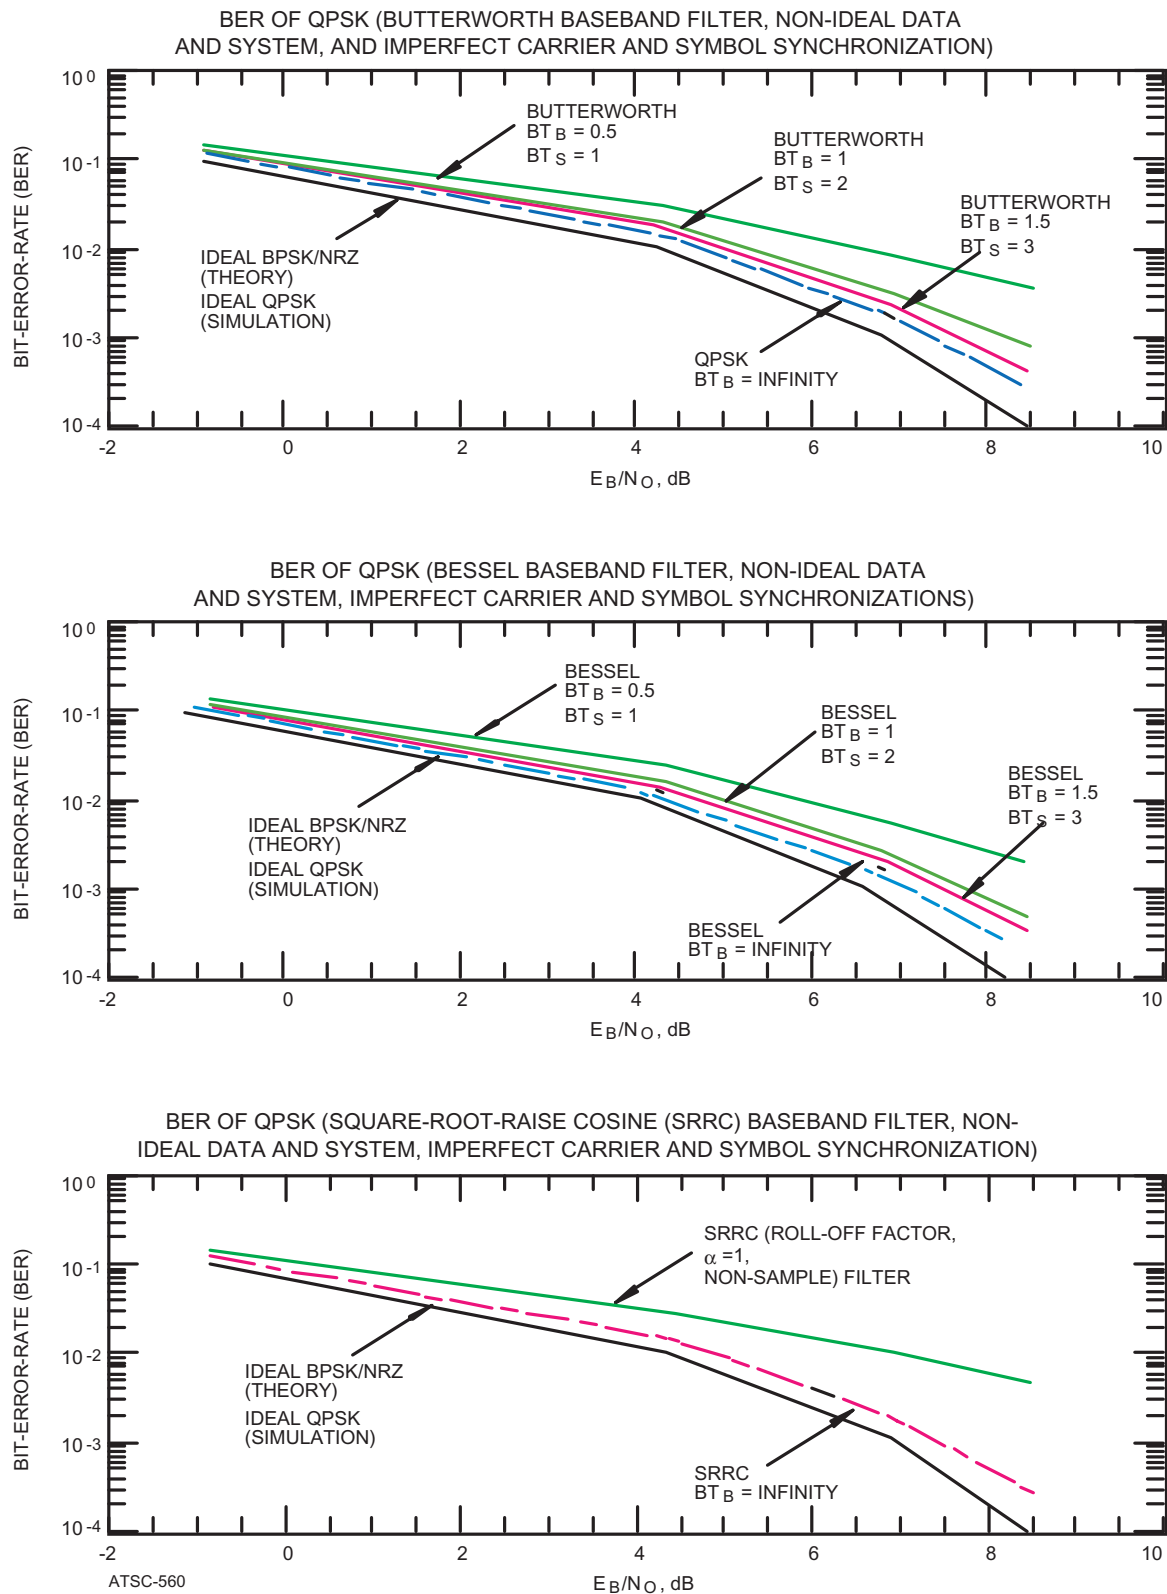 BER OF QPSK (BUTTERWORTH BASEBAND FILTER, NON-IDEAL DATA
AND SYSTEM, AND IMPERFECT CARRIER AND SYMBOL SYNCHRONIZATION)
BIT-ERROR-RATE (BER)
10 0
10 -1
10 -2
10 -3
10 -4
BUTTERWORTH
BT B = 0.5
BT S = 1
BUTTERWORTH
BT B = 1
BT S = 2
BUTTERWORTH
BT B = 1.5
BT S = 3
IDEAL BPSK/NRZ
(THEORY)
IDEAL QPSK
(SIMULATION)
QPSK
BT B = INFINITY
-2 0 2 4 6 8 10
E B/N O, dB
BER OF QPSK (BESSEL BASEBAND FILTER, NON-IDEAL DATA
AND SYSTEM, IMPERFECT CARRIER AND SYMBOL SYNCHRONIZATIONS)
BIT-ERROR-RATE (BER)
10 0
10 -1
10 -2
10 -3
10 -4
BESSEL
BT B = 0.5
BT S = 1
BESSEL
BT B = 1
BT S = 2
BESSEL
BT B = 1.5
BT S = 3
IDEAL BPSK/NRZ
(THEORY)
IDEAL QPSK
(SIMULATION)
BESSEL
BT B = INFINITY
-2 0 2 4 6 8 10
E B/N O, dB
BER OF QPSK (SQUARE-ROOT-RAISE COSINE (SRRC) BASEBAND FILTER, NON-
IDEAL DATA AND SYSTEM, IMPERFECT CARRIER AND SYMBOL SYNCHRONIZATION)
BIT-ERROR-RATE (BER)
10 0
10 -1
10 -2
10 -3
10 -4
SRRC (ROLL-OFF FACTOR,
α =1,
NON-SAMPLE) FILTER
IDEAL BPSK/NRZ
(THEORY)
IDEAL QPSK
(SIMULATION)
SRRC
BT B = INFINITY
-2 0 2 4 6 8 10
E B/N O, dB
ATSC-560